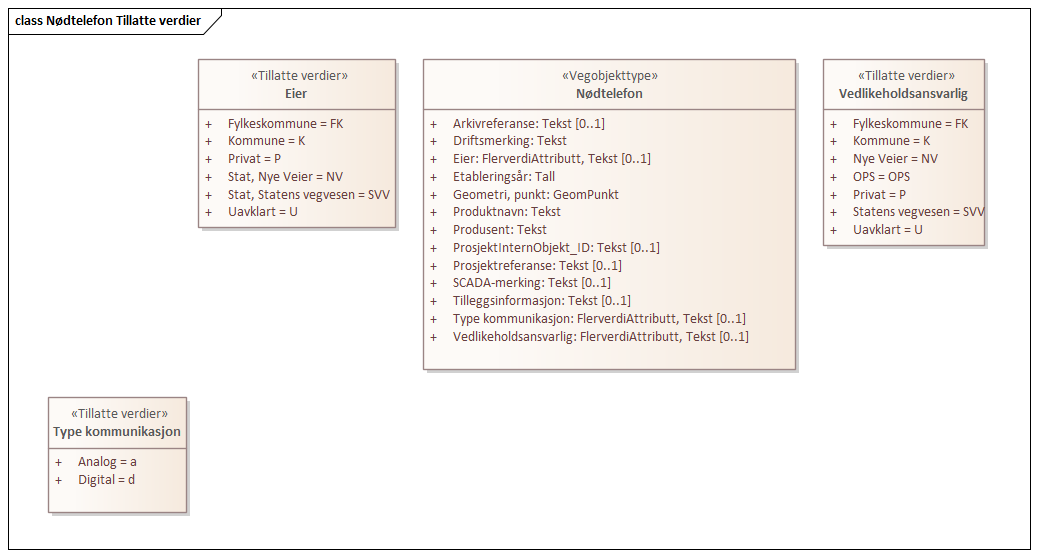 class Nødtelefon Tillatte verdier
«Tillatte verdier»
Eier
+ Fylkeskommune = FK
+ Kommune = K
+ Privat = P
+ Stat, Nye Veier = NV
+ Stat, Statens vegvesen = SVV
+ Uavklart = U
«Vegobjekttype»
Nødtelefon
+ Arkivreferanse: Tekst [0..1]
+ Driftsmerking: Tekst
+ Eier: FlerverdiAttributt, Tekst [0..1]
+ Etableringsår: Tall
+ Geometri, punkt: GeomPunkt
+ Produktnavn: Tekst
+ Produsent: Tekst
+ ProsjektInternObjekt_ID: Tekst [0..1]
+ Prosjektreferanse: Tekst [0..1]
+ SCADA-merking: Tekst [0..1]
+ Tilleggsinformasjon: Tekst [0..1]
+ Type kommunikasjon: FlerverdiAttributt, Tekst [0..1]
+ Vedlikeholdsansvarlig: FlerverdiAttributt, Tekst [0..1]
«Tillatte verdier»
Vedlikeholdsansvarlig
+ Fylkeskommune = FK
+ Kommune = K
+ Nye Veier = NV
+ OPS = OPS
+ Privat = P
+ Statens vegvesen = SVV
+ Uavklart = U
«Tillatte verdier»
Type kommunikasjon
+ Analog = a
+ Digital = d